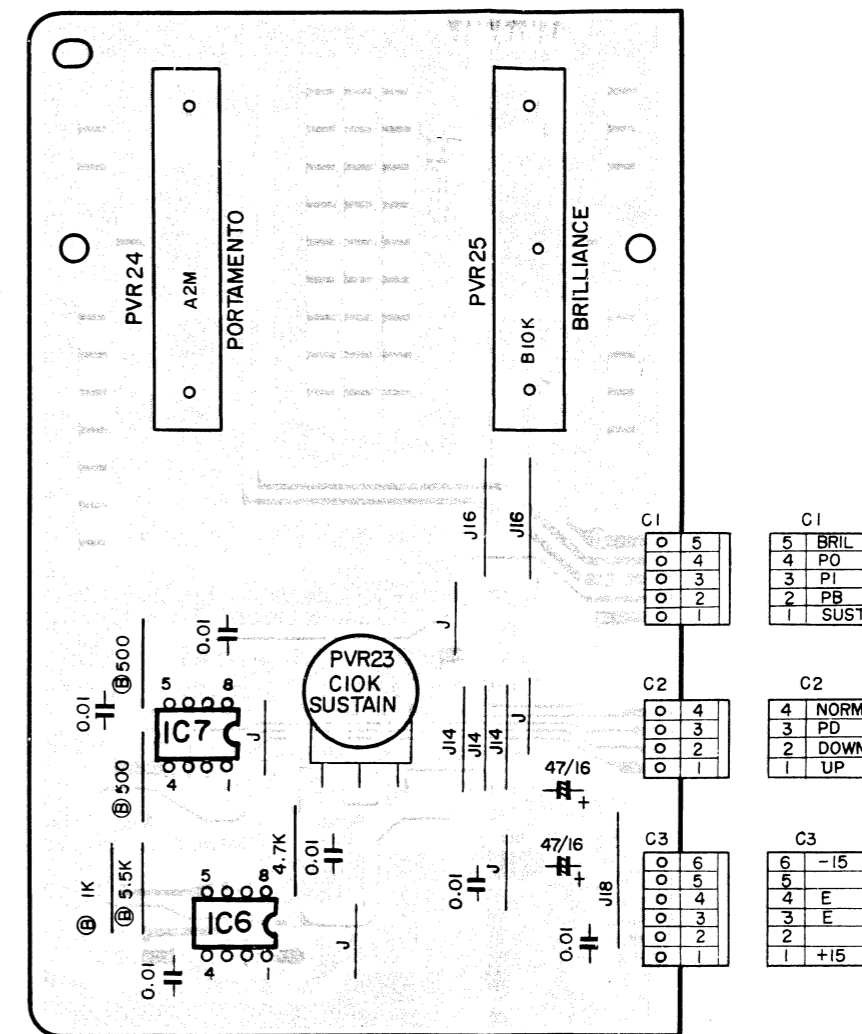 PVR24
A2M
PORTAMENTO
PVR25
B10K
BRILLIANCE
J16
J16
C1
5
4
3
2
1
C1
5 BRIL
4 PO
3 PI
2 PB
1 SUST
0.01
Ⓑ500
0.01
5 8
IC7
4 1
Ⓑ500
J
PVR23
C10K
SUSTAIN
J
J14
J14
J14
J
47/16
+
C2
4
3
2
1
C2
4 NORM
3 PD
2 DOWN
1 UP
Ⓑ 1K
Ⓑ 5.5K
4.7K
0.01
5 8
IC6
4 1
0.01
J
47/16
+
0.01
J
0.01
J18
C3
6
5
4
3
2
1
C3
6 -15
5
4 E
3 E
2
1 +15